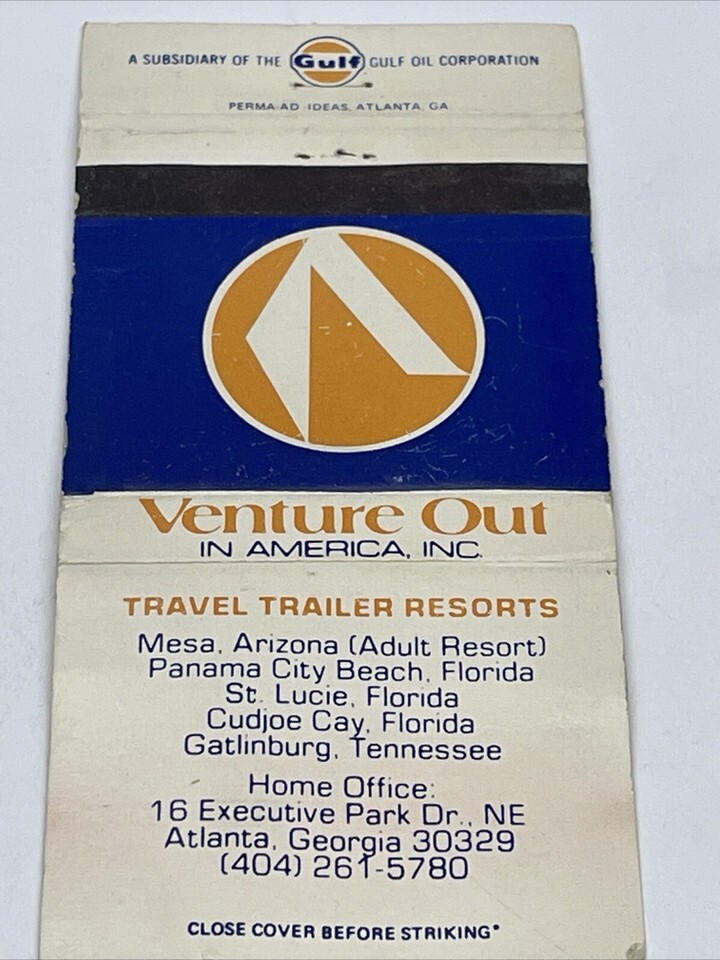 A SUBSIDIARY OF THE Gulf GULF OIL CORPORATION
PERMA-AD IDEAS, ATLANTA, GA
Venture Out
IN AMERICA, INC.
TRAVEL TRAILER RESORTS
Mesa, Arizona (Adult Resort)
Panama City Beach, Florida
St. Lucie, Florida
Cudjoe Cay, Florida
Gatlinburg, Tennessee
Home Office:
16 Executive Park Dr., NE
Atlanta, Georgia 30329
(404) 261-5780
CLOSE COVER BEFORE STRIKING*